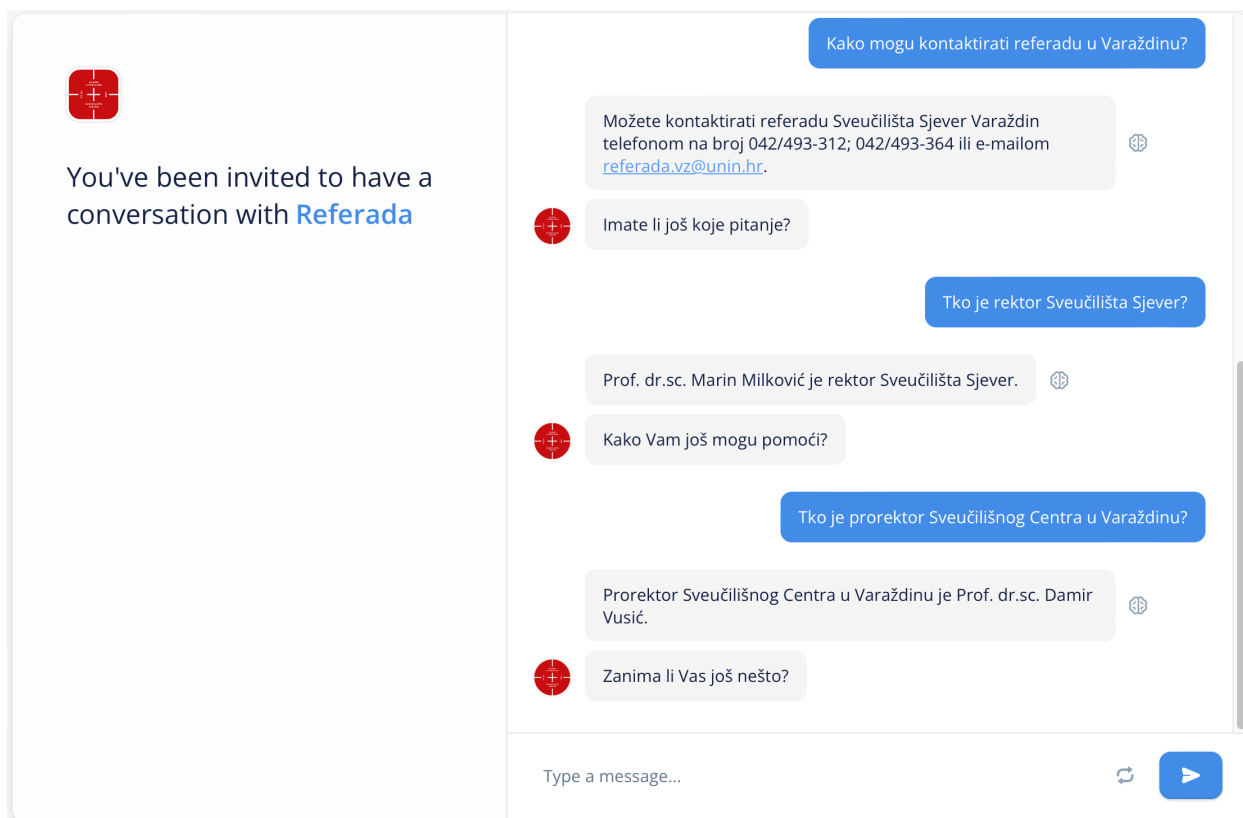 You've been invited to have a
conversation with Referada
Kako mogu kontaktirati referadu u Varaždinu?
Možete kontaktirati referadu Sveučilišta Sjever Varaždin
telefonom na broj 042/493-312; 042/493-364 ili e-mailom
referada.vz@unin.hr.
Imate li još koje pitanje?
Tko je rektor Sveučilišta Sjever?
Prof. dr.sc. Marin Milković je rektor Sveučilišta Sjever.
Kako Vam još mogu pomoći?
Tko je prorektor Sveučilišnog Centra u Varaždinu?
Prorektor Sveučilišnog Centra u Varaždinu je Prof. dr.sc. Damir
Vusić.
Zanima li Vas još nešto?
Type a message...